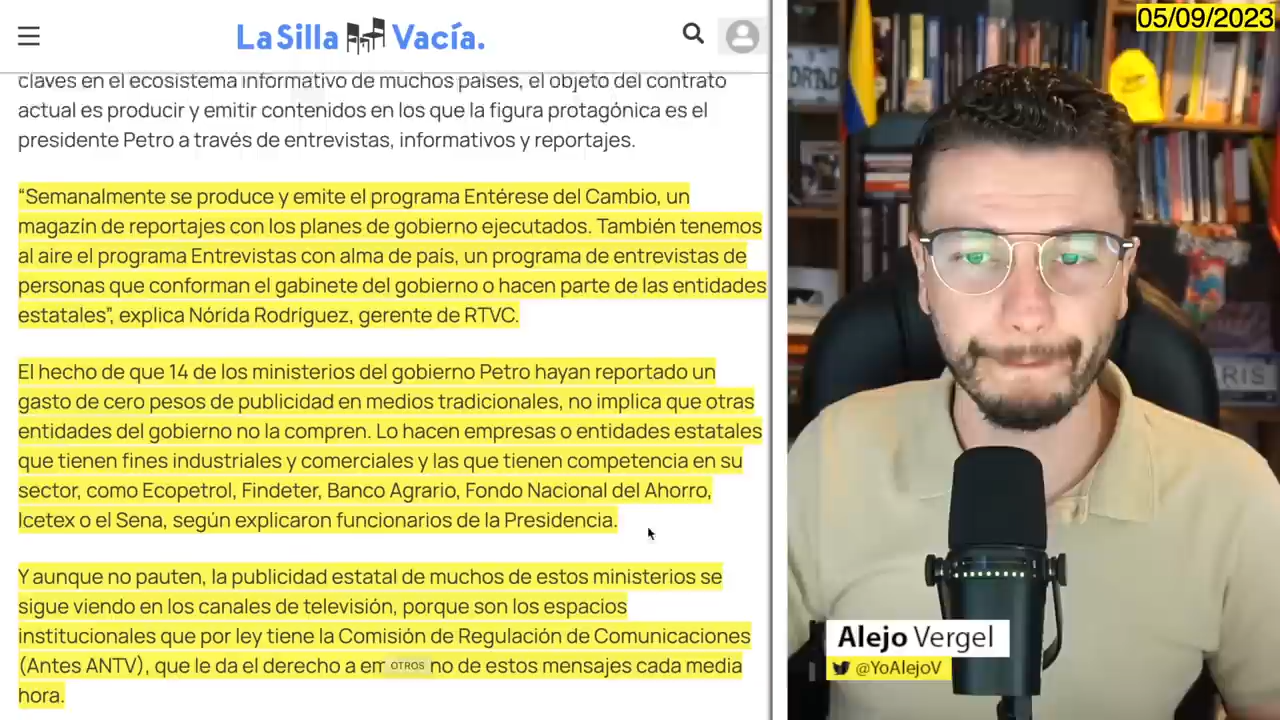 La Silla Vacía.
05/09/2023
claves en el ecosistema informativo de muchos países, el objeto del contrato
actual es producir y emitir contenidos en los que la figura protagónica es el
presidente Petro a través de entrevistas, informativos y reportajes.
“Semanalmente se produce y emite el programa Entérese del Cambio, un
magazín de reportajes con los planes de gobierno ejecutados. También tenemos
al aire el programa Entrevistas con alma de país, un programa de entrevistas de
personas que conforman el gabinete del gobierno o hacen parte de las entidades
estatales”, explica Nórida Rodríguez, gerente de RTVC.
El hecho de que 14 de los ministerios del gobierno Petro hayan reportado un
gasto de cero pesos de publicidad en medios tradicionales, no implica que otras
entidades del gobierno no la compren. Lo hacen empresas o entidades estatales
que tienen fines industriales y comerciales y las que tienen competencia en su
sector, como Ecopetrol, Findeter, Banco Agrario, Fondo Nacional del Ahorro,
Icetex o el Sena, según explicaron funcionarios de la Presidencia.
Y aunque no pauten, la publicidad estatal de muchos de estos ministerios se
sigue viendo en los canales de televisión, porque son los espacios
institucionales que por ley tiene la Comisión de Regulación de Comunicaciones
(Antes ANTV), que le da el derecho a em OTROS no de estos mensajes cada media
hora.
Alejo Vergel
@YoAlejoV